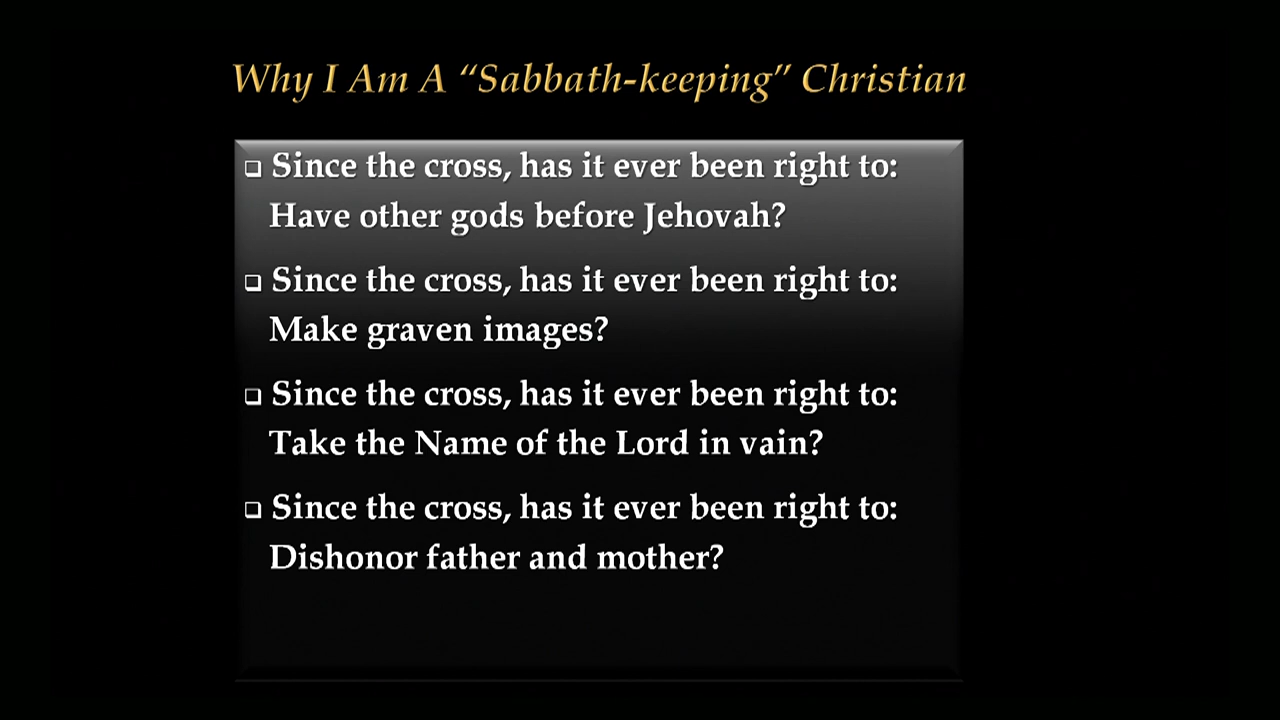 Why I Am A “Sabbath-keeping” Christian
❑ Since the cross, has it ever been right to:
Have other gods before Jehovah?
❑ Since the cross, has it ever been right to:
Make graven images?
❑ Since the cross, has it ever been right to:
Take the Name of the Lord in vain?
❑ Since the cross, has it ever been right to:
Dishonor father and mother?